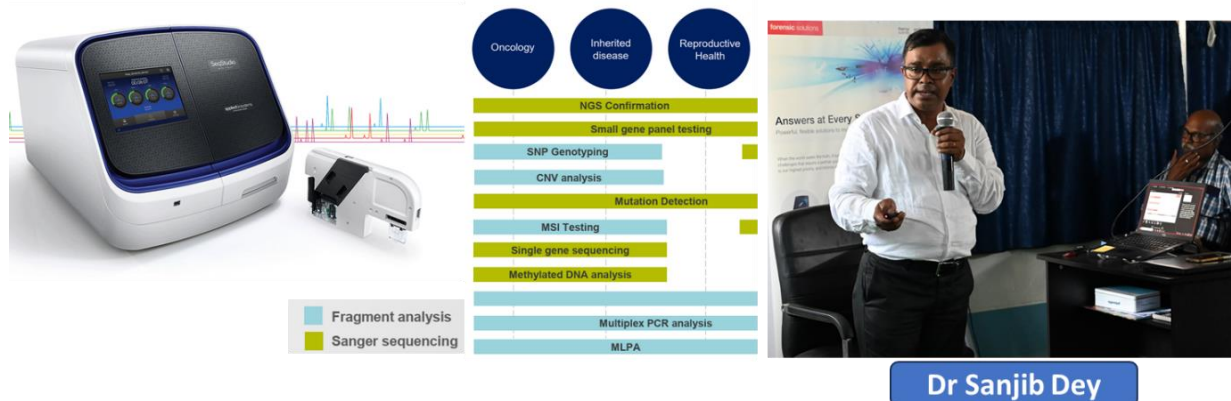 SeqStudio
Fragment analysis
Sanger sequencing
Oncology
Inherited
disease
Reproductive
Health
NGS Confirmation
Small gene panel testing
SNP Genotyping
CNV analysis
Mutation Detection
MSI Testing
Single gene sequencing
Methylated DNA analysis
Multiplex PCR analysis
MLPA
forensic solutions
Answers at Every S
Dr Sanjib Dey